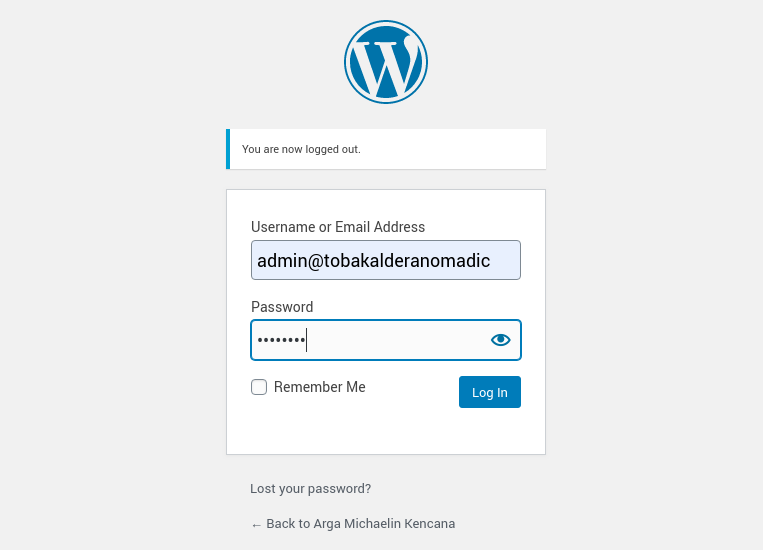 You are now logged out.
Username or Email Address
admin@tobakalderanomadic
Password
••••••••
Remember Me
Log In
Lost your password?
← Back to Arga Michaelin Kencana